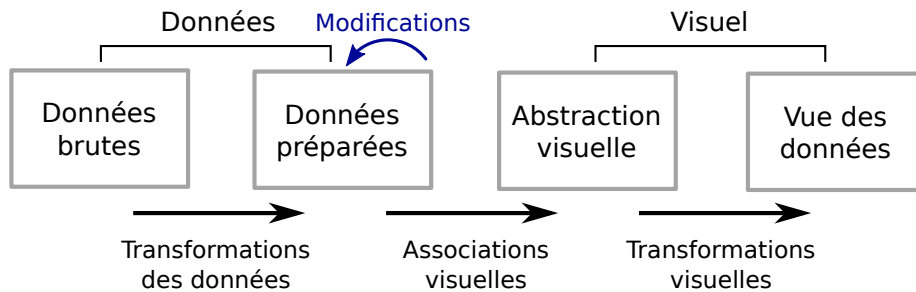 Données
Modifications
Visuel
Données
brutes
Données
préparées
Abstraction
visuelle
Vue des
données
Transformations
des données
Associations
visuelles
Transformations
visuelles